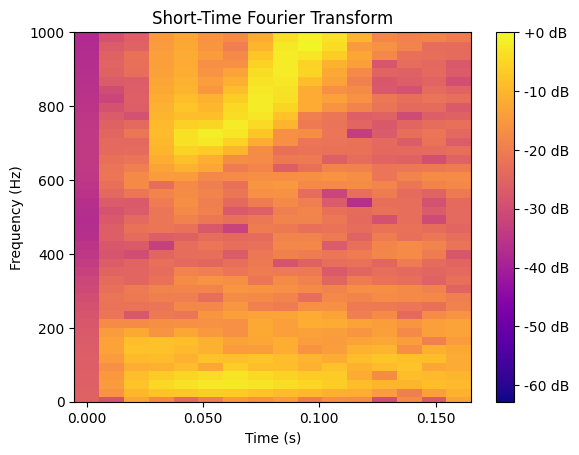 Short-Time Fourier Transform
1000
800
600
400
200
0
Frequency (Hz)
0.000
0.050
0.100
0.150
Time (s)
+0 dB
-10 dB
-20 dB
-30 dB
-40 dB
-50 dB
-60 dB